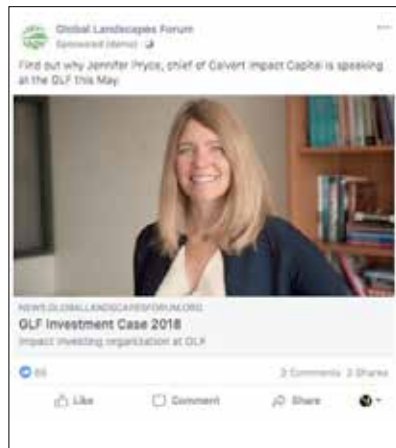 Global Landscapes Forum
Sponsored (demo)
Find out why Jennifer Pryce, chief of Calvert Impact Capital is speaking
at the GLF this May.
NEWS.GLOBALLANDSCAPESFORUM.ORG
GLF Investment Case 2018
Impact investing organization at GLF
2 Comments 2 Shares
Like Comment Share